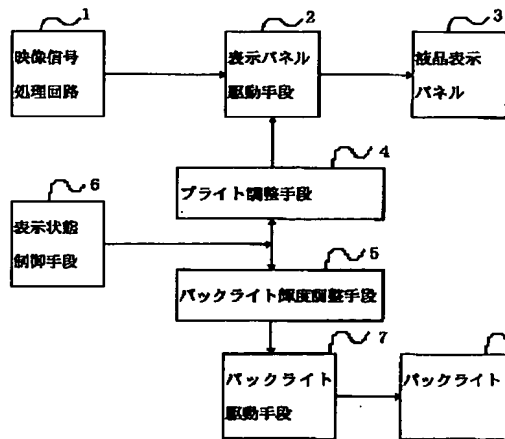 1
映像信号
処理回路
2
表示パネル
駆動手段
3
液晶表示
パネル
4
ブライト調整手段
6
表示状態
制御手段
5
バックライト輝度調整手段
7
バックライト
駆動手段
バックライト